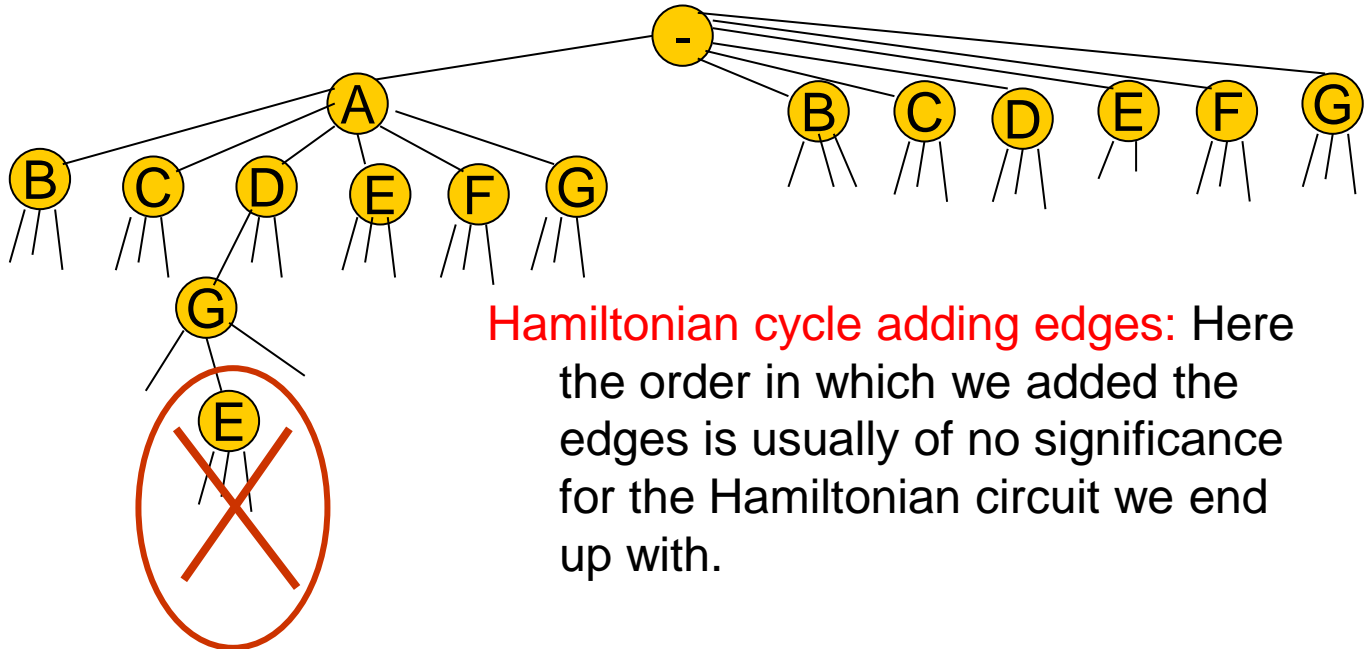 -
A B C D E F G
B C D E F G
G
E
Hamiltonian cycle adding edges: Here
the order in which we added the
edges is usually of no significance
for the Hamiltonian circuit we end
up with.